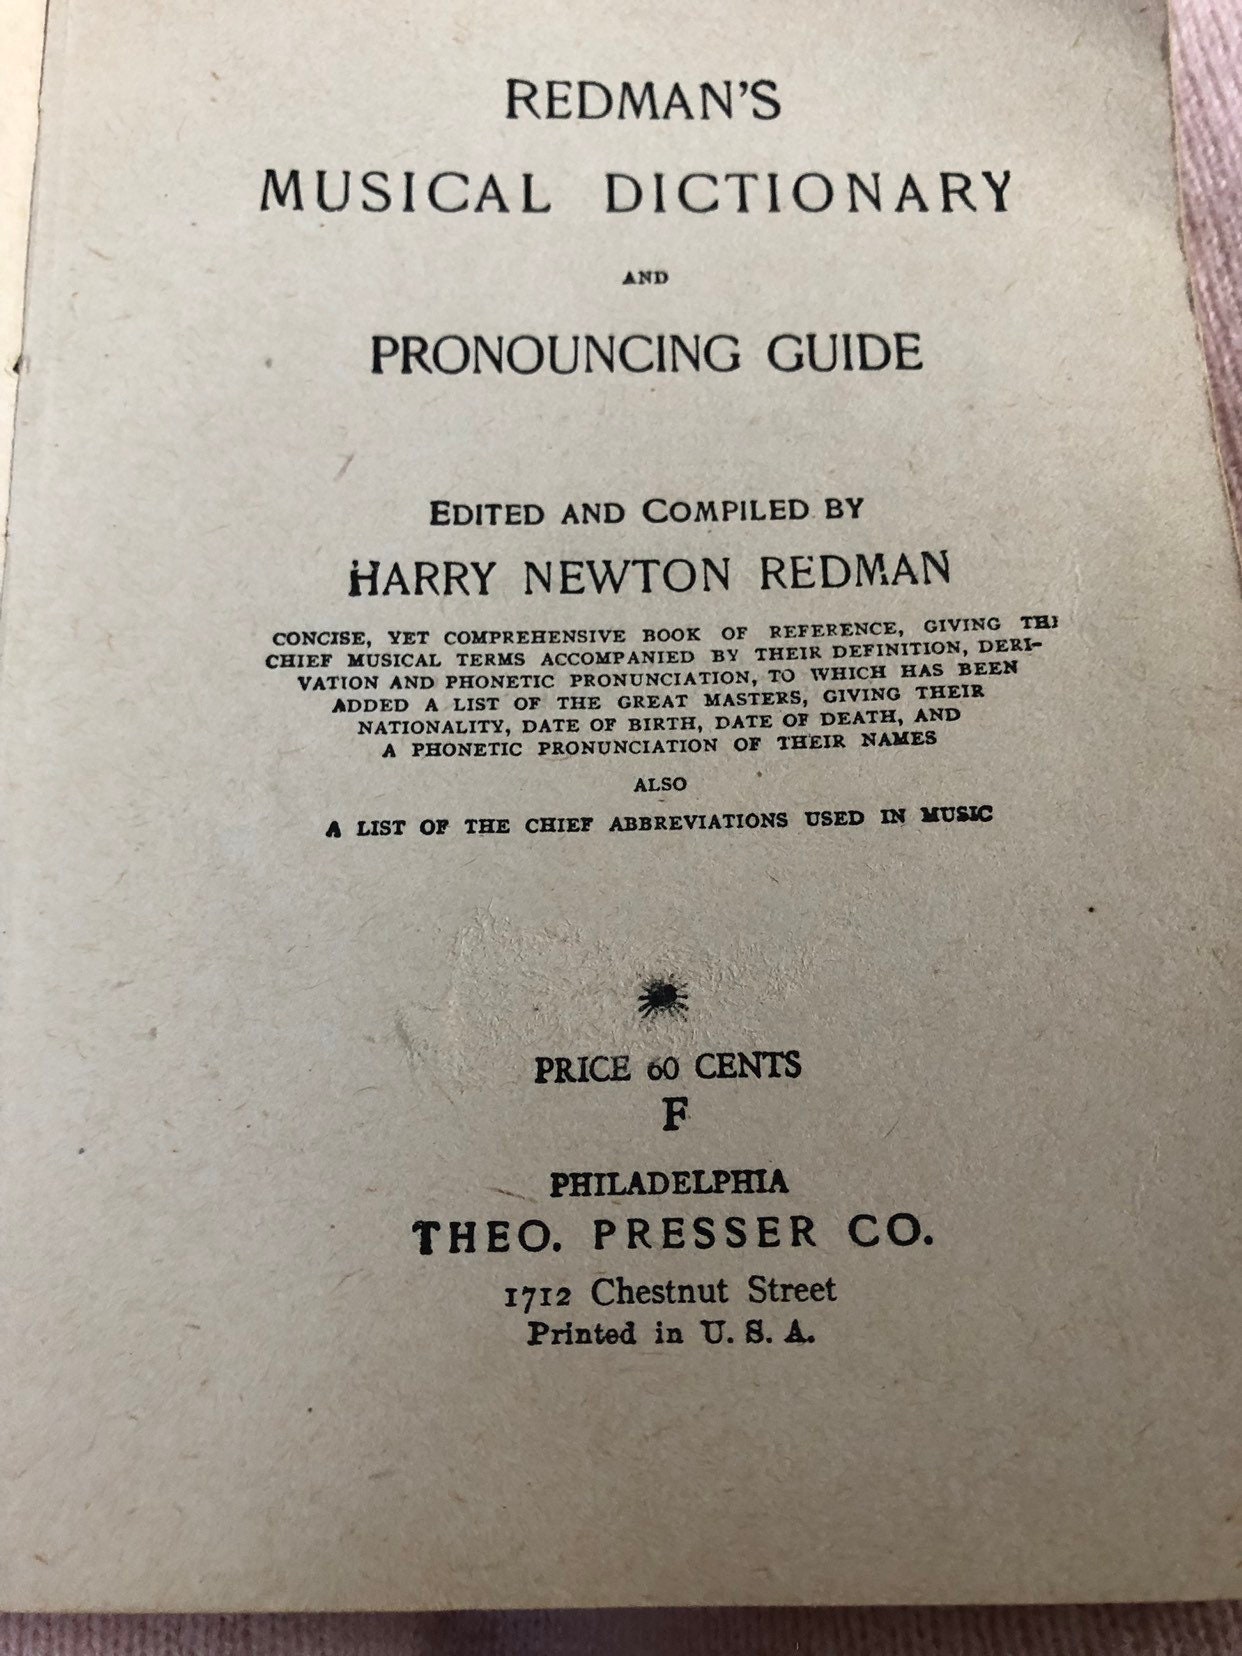 REDMAN'S
MUSICAL DICTIONARY
AND
PRONOUNCING GUIDE
EDITED AND COMPILED BY
HARRY NEWTON REDMAN
CONCISE, YET COMPREHENSIVE BOOK OF REFERENCE, GIVING THE
CHIEF MUSICAL TERMS ACCOMPANIED BY THEIR DEFINITION, DERI-
VATION AND PHONETIC PRONUNCIATION, TO WHICH HAS BEEN
ADDED A LIST OF THE GREAT MASTERS, GIVING THEIR
NATIONALITY, DATE OF BIRTH, DATE OF DEATH, AND
A PHONETIC PRONUNCIATION OF THEIR NAMES
ALSO
A LIST OF THE CHIEF ABBREVIATIONS USED IN MUSIC
PRICE 60 CENTS
F
PHILADELPHIA
THEO. PRESSER CO.
1712 Chestnut Street
Printed in U. S. A.